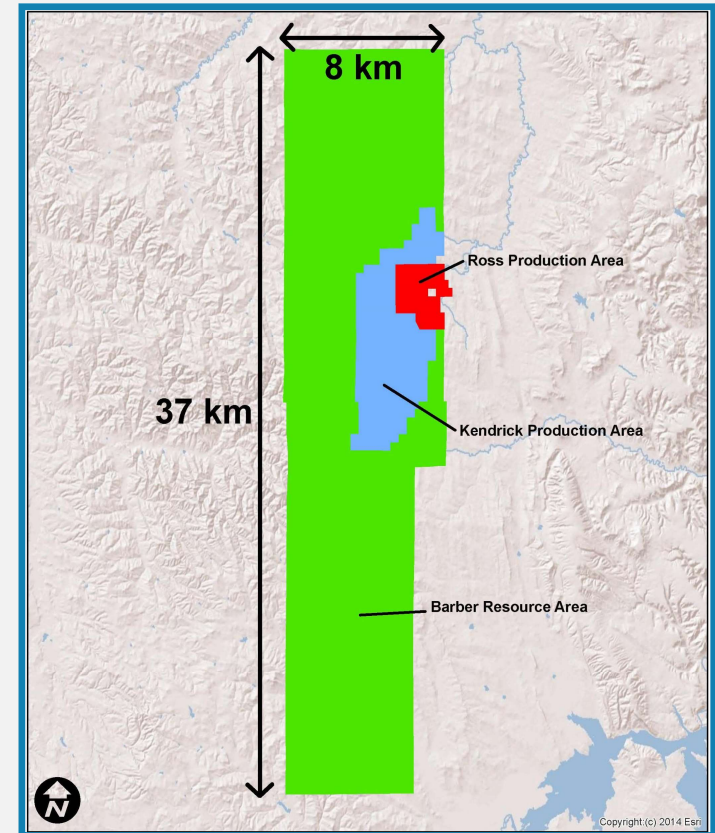 8 km
Ross Production Area
37 km
Kendrick Production Area
Barber Resource Area
N
Copyright:(c) 2014 Esri